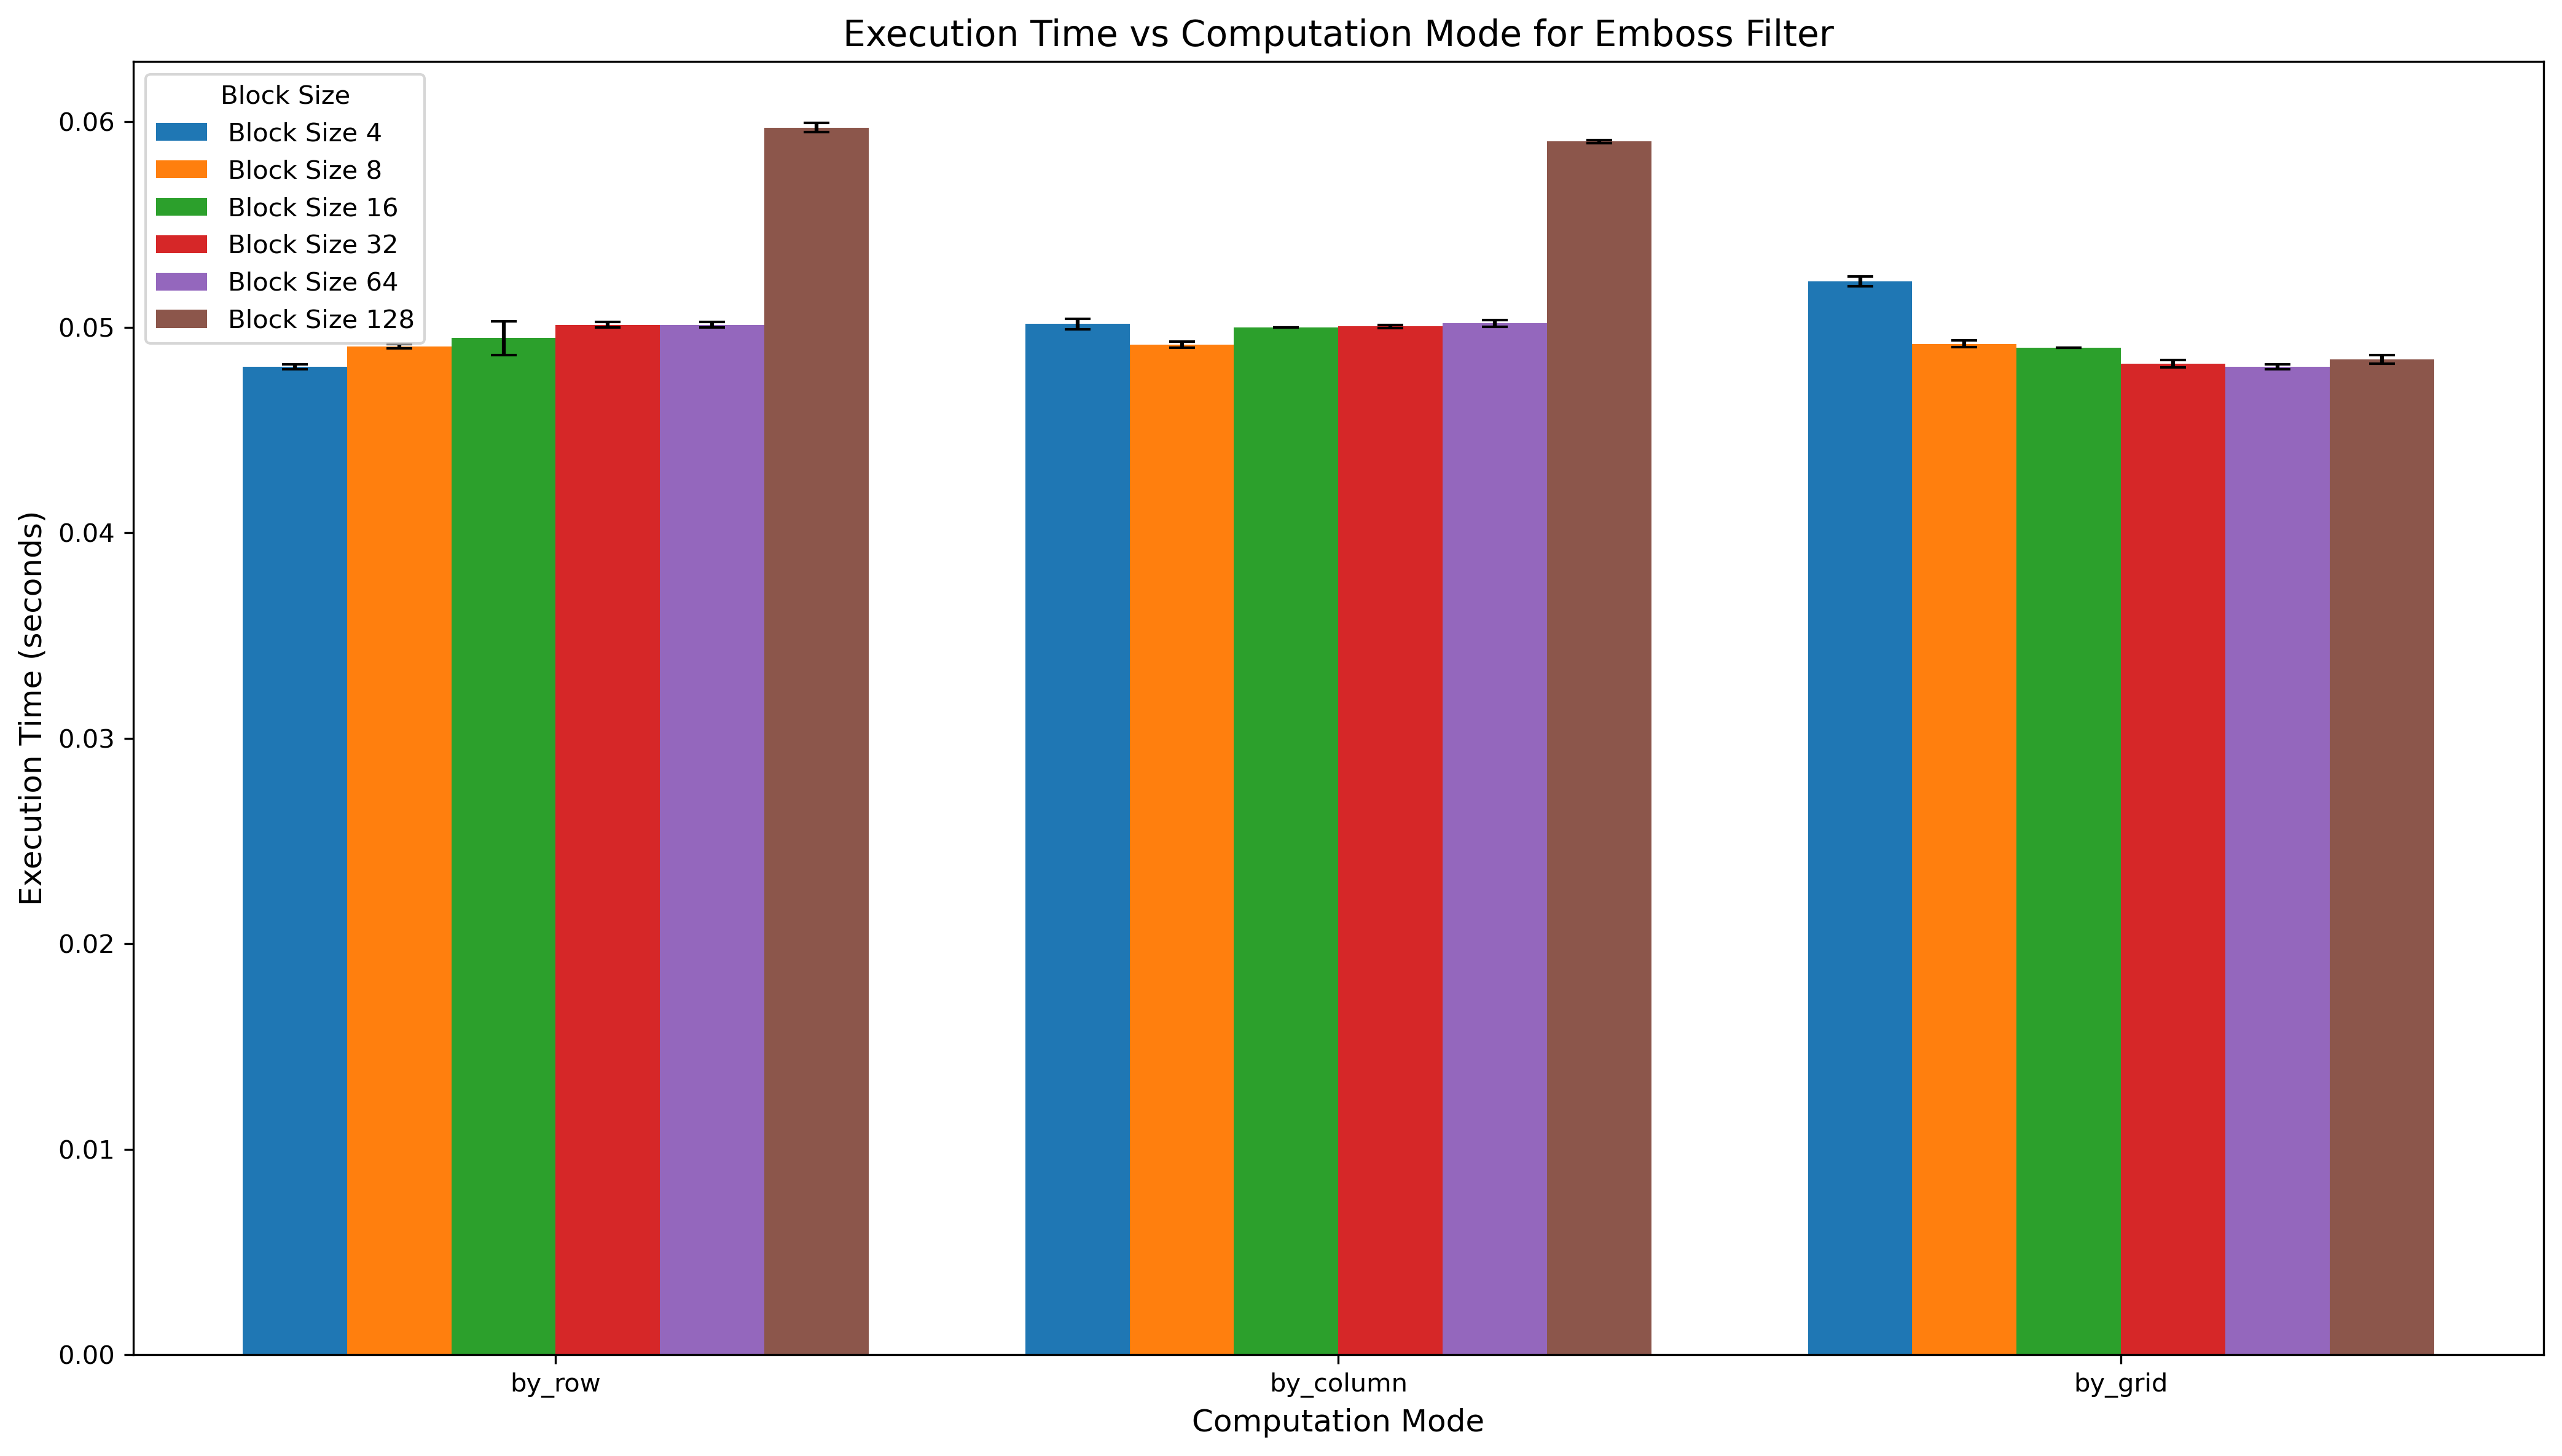 Execution Time vs Computation Mode for Emboss Filter
Block Size
Block Size 4
Block Size 8
Block Size 16
Block Size 32
Block Size 64
Block Size 128
Execution Time (seconds)
0.06
0.05
0.04
0.03
0.02
0.01
0.00
by_row by_column by_grid
Computation Mode